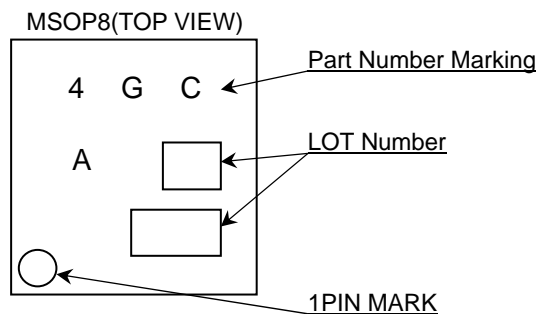 MSOP8(TOP VIEW)
4 G C
Part Number Marking
A
LOT Number
1PIN MARK